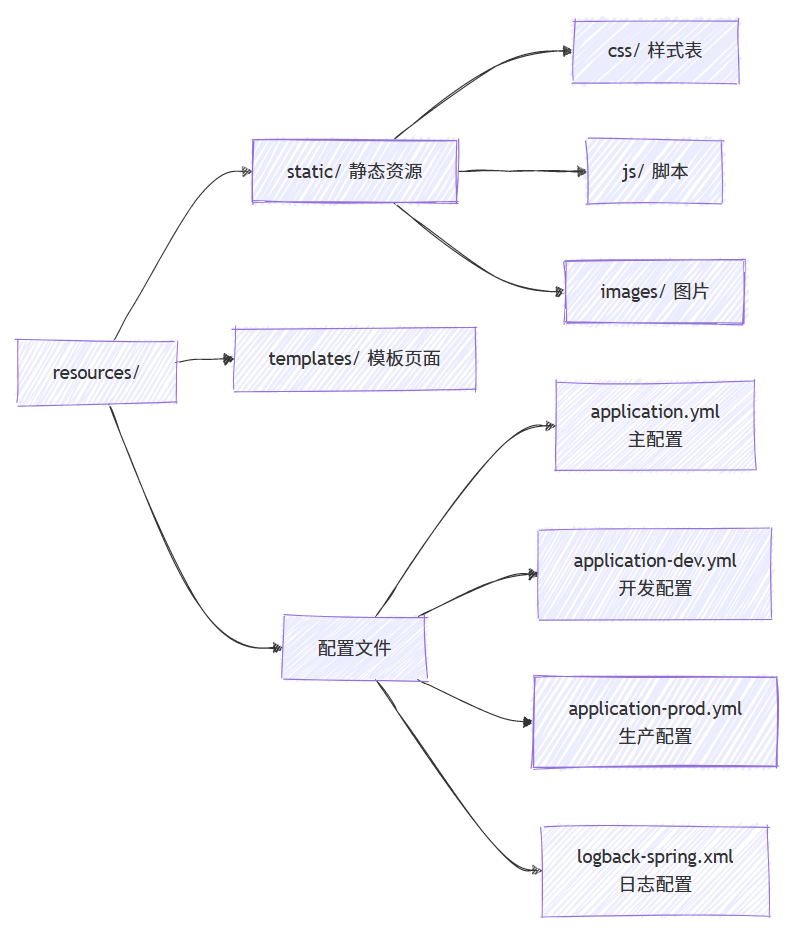 css/ 样式表
static/ 静态资源
js/ 脚本
images/ 图片
resources/
templates/ 模板页面
application.yml
主配置
application-dev.yml
开发配置
配置文件
application-prod.yml
生产配置
logback-spring.xml
日志配置